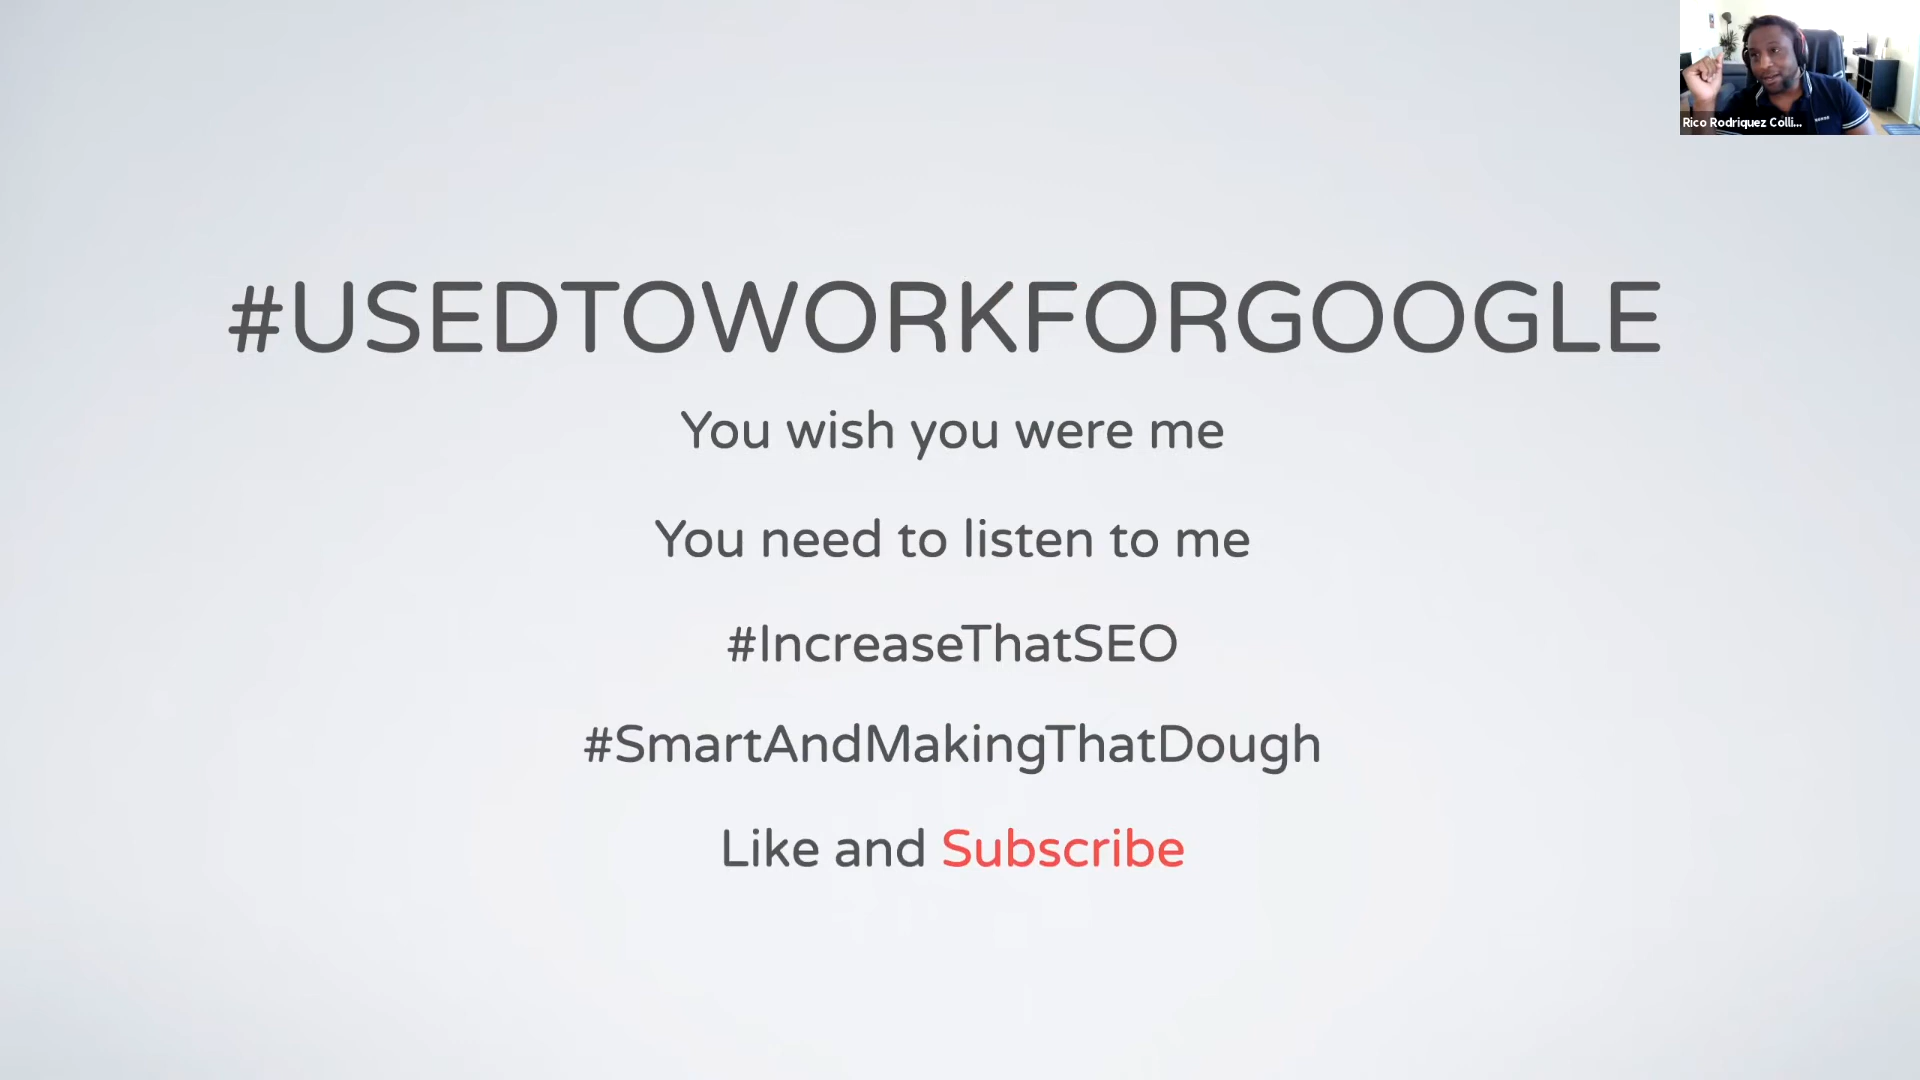 Rico Rodriquez Colli...
#USEDTOWORKFORGOOGLE
You wish you were me
You need to listen to me
#IncreaseThatSEO
#SmartAndMakingThatDough
Like and Subscribe